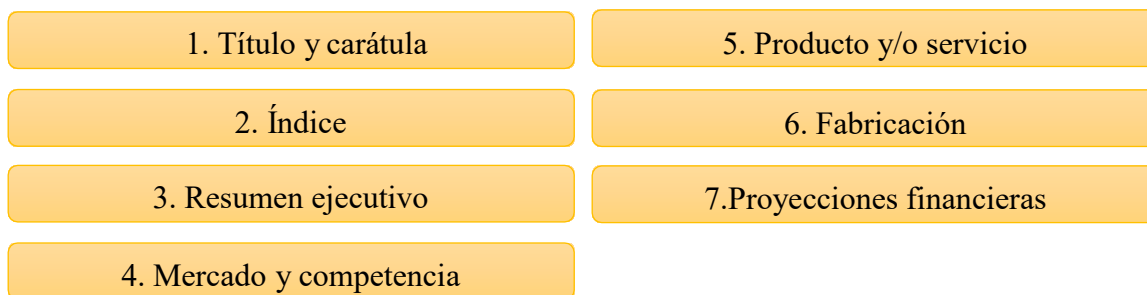 1. Título y carátula
2. Índice
3. Resumen ejecutivo
4. Mercado y competencia
5. Producto y/o servicio
6. Fabricación
7.Proyecciones financieras